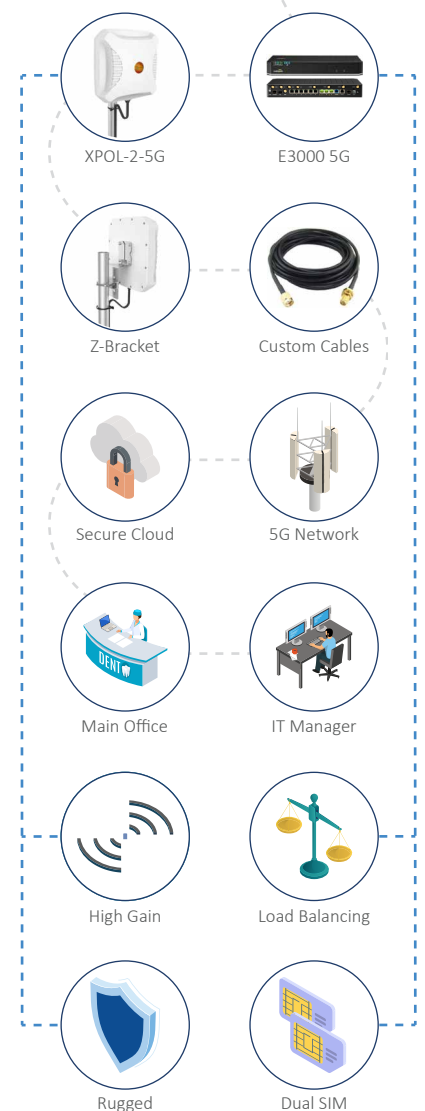 XPOL-2-5G
E3000 5G
Z-Bracket
Custom Cables
Secure Cloud
5G Network
DENT
Main Office
IT Manager
High Gain
Load Balancing
Rugged
Dual SIM